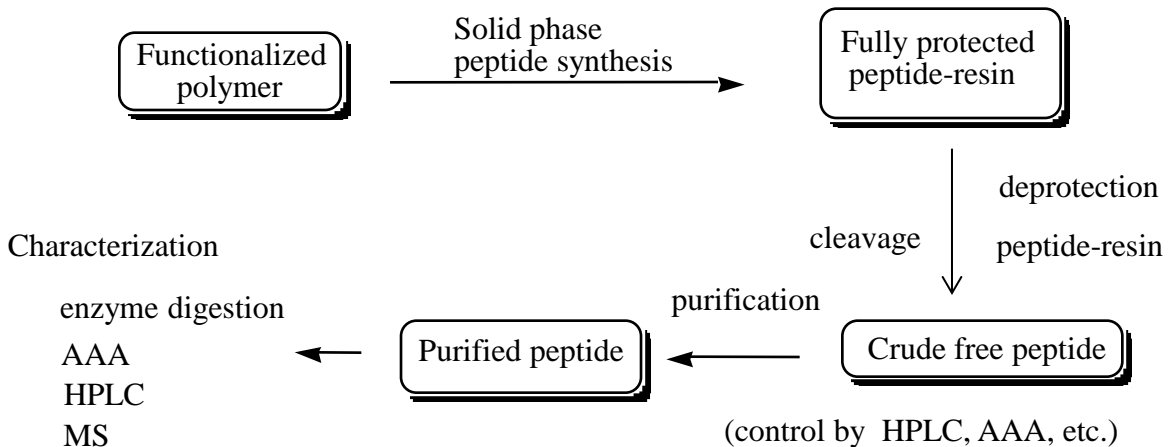 Functionalized
polymer
Solid phase
peptide synthesis
Fully protected
peptide-resin
deprotection
cleavage
peptide-resin
Crude free peptide
(control by HPLC, AAA, etc.)
purification
Purified peptide
Characterization
enzyme digestion
AAA
HPLC
MS